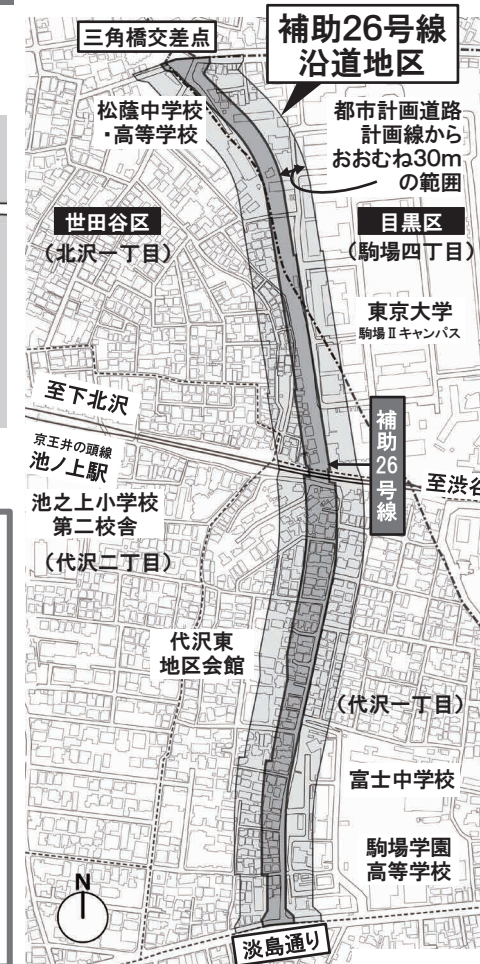 三角橋交差点
補助26号線
沿道地区
松蔭中学校
・高等学校
都市計画道路
計画線から
おおむね30m
の範囲
世田谷区
(北沢一丁目)
目黒区
(駒場四丁目)
東京大学
駒場Ⅱキャンパス
至下北沢
京王井の頭線
池ノ上駅
補助26号線
至渋谷
池之上小学校
第二校舎
(代沢二丁目)
代沢東
地区会館
(代沢一丁目)
富士中学校
駒場学園
高等学校
N
淡島通り